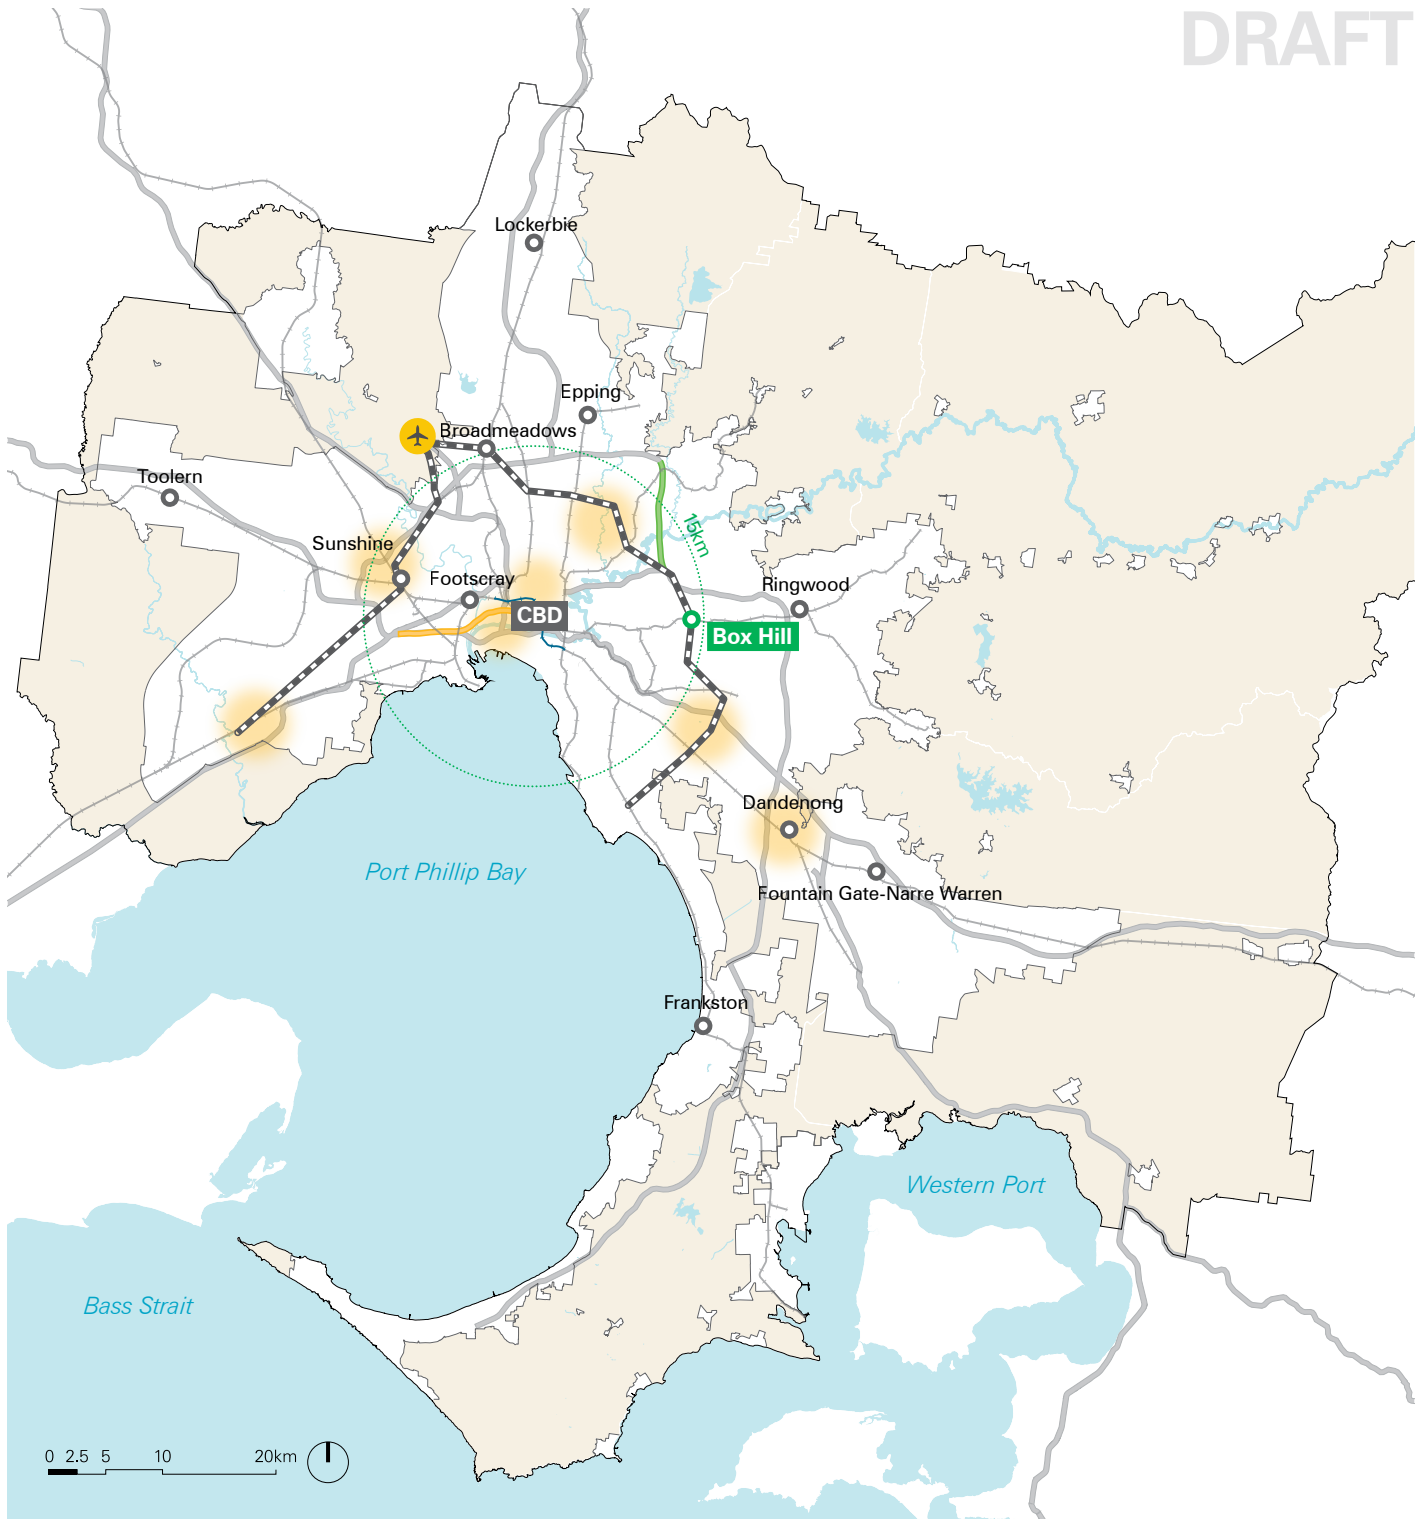 DRAFT
Lockerbie
Epping
Broadmeadows
Toolern
15km
Sunshine
Footscray
Ringwood
CBD
Box Hill
Dandenong
Port Phillip Bay
Fountain Gate-Narre Warren
Frankston
Western Port
Bass Strait
0 2.5 5 10 20km